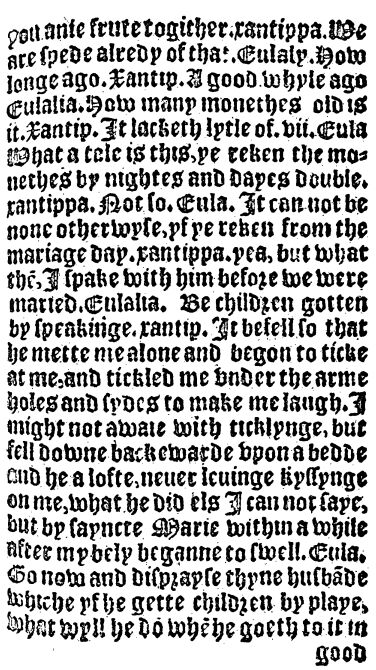 you anie frute togither. xantippa. We
are spede alredy of that. Eulaly. How
longe ago. Xantip. A good whyle ago
Eulalia. How many monethes old is
it. Xantip. It lacketh lytle of. vii. Eula
What a tele is this, ye reken the mo⸗
nethes by nightes and dayes double.
xantippa. Not so. Eula. It can not be
none otherwyse, yf ye reken from the
mariage day. xantippa. yea, but what
thē, I spake with him before we were
maried. Eulalia. Be children gotten
by speakinge. xantip. It befell so that
he mette me alone and begon to ticke
at me, and tickled me vnder the arme
holes and sydes to make me laugh. I
might not awaie with ticklynge, but
fell downe backewarde vpon a bedde
and he a lofte, neuer leuinge kyssynge
on me, what he did els I can not saye,
but by sayncte Marie within a while
after my bely beganne to swell. Eula.
Go now and disprayse thyne husbāde
whiche yf he gette children by playe,
what wyll he do whē he goeth to it in
good